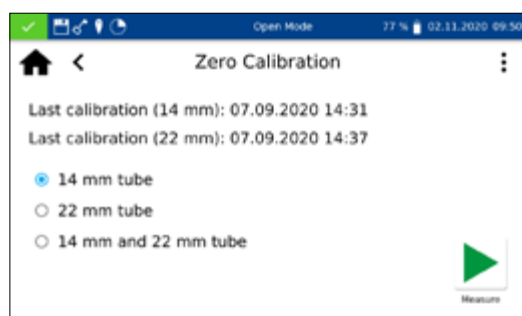 Open Mode 77 % 02.11.2020 09:50
Zero Calibration
Last calibration (14 mm): 07.09.2020 14:31
Last calibration (22 mm): 07.09.2020 14:37
14 mm tube
22 mm tube
14 mm and 22 mm tube
Measure